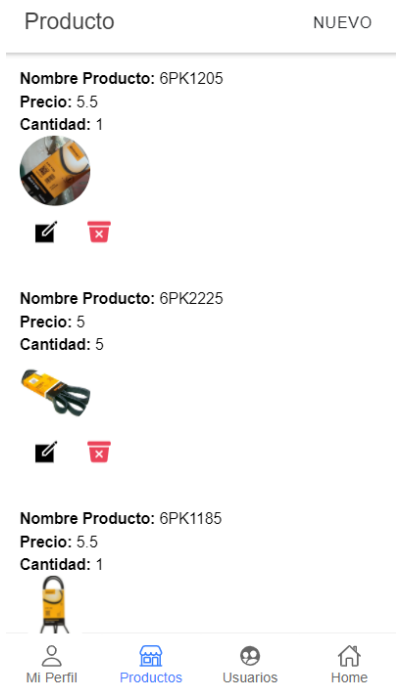 Producto
NUEVO
Nombre Producto: 6PK1205
Precio: 5.5
Cantidad: 1
Nombre Producto: 6PK2225
Precio: 5
Cantidad: 5
Nombre Producto: 6PK1185
Precio: 5.5
Cantidad: 1
Mi Perfil
Productos
Usuarios
Home